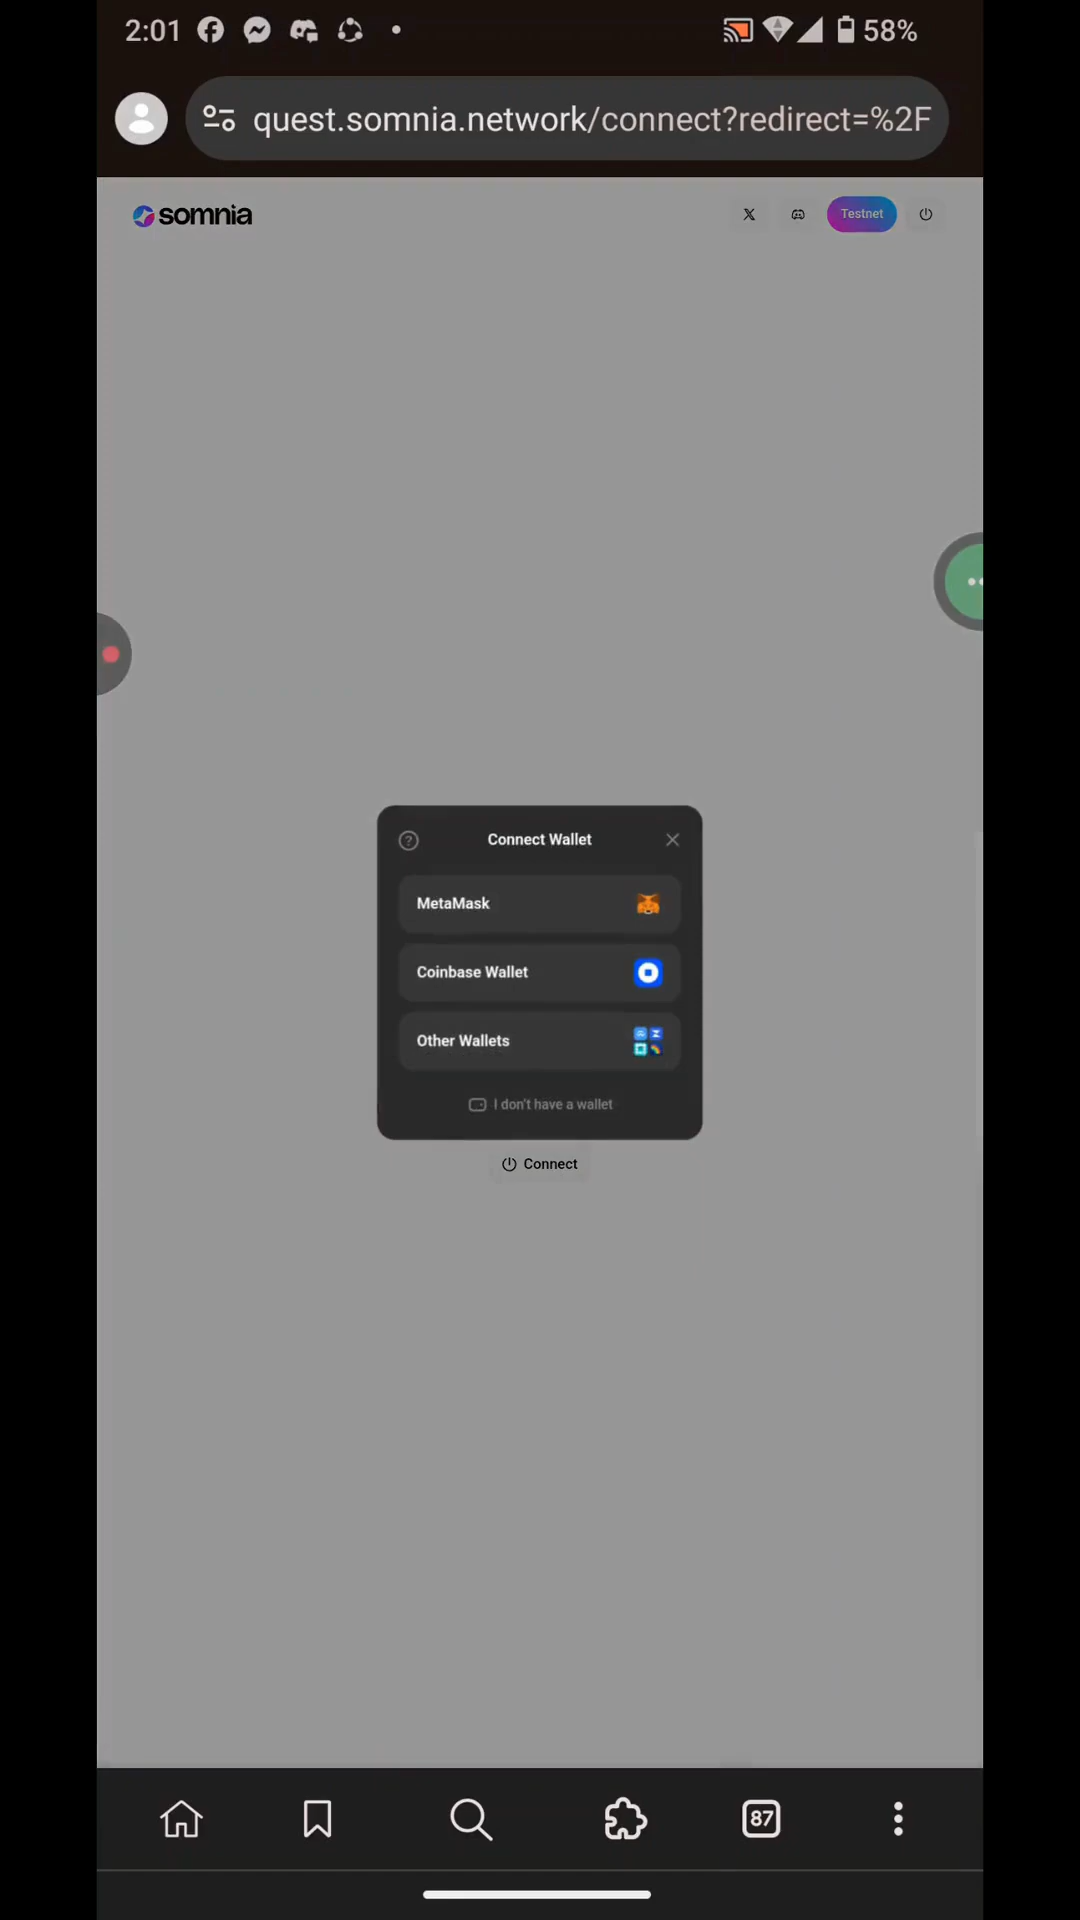 2:01 58%
quest.somnia.network/connect?redirect=%2F
somnia
Testnet
Connect Wallet
MetaMask
Coinbase Wallet
Other Wallets
I don't have a wallet
Connect
87